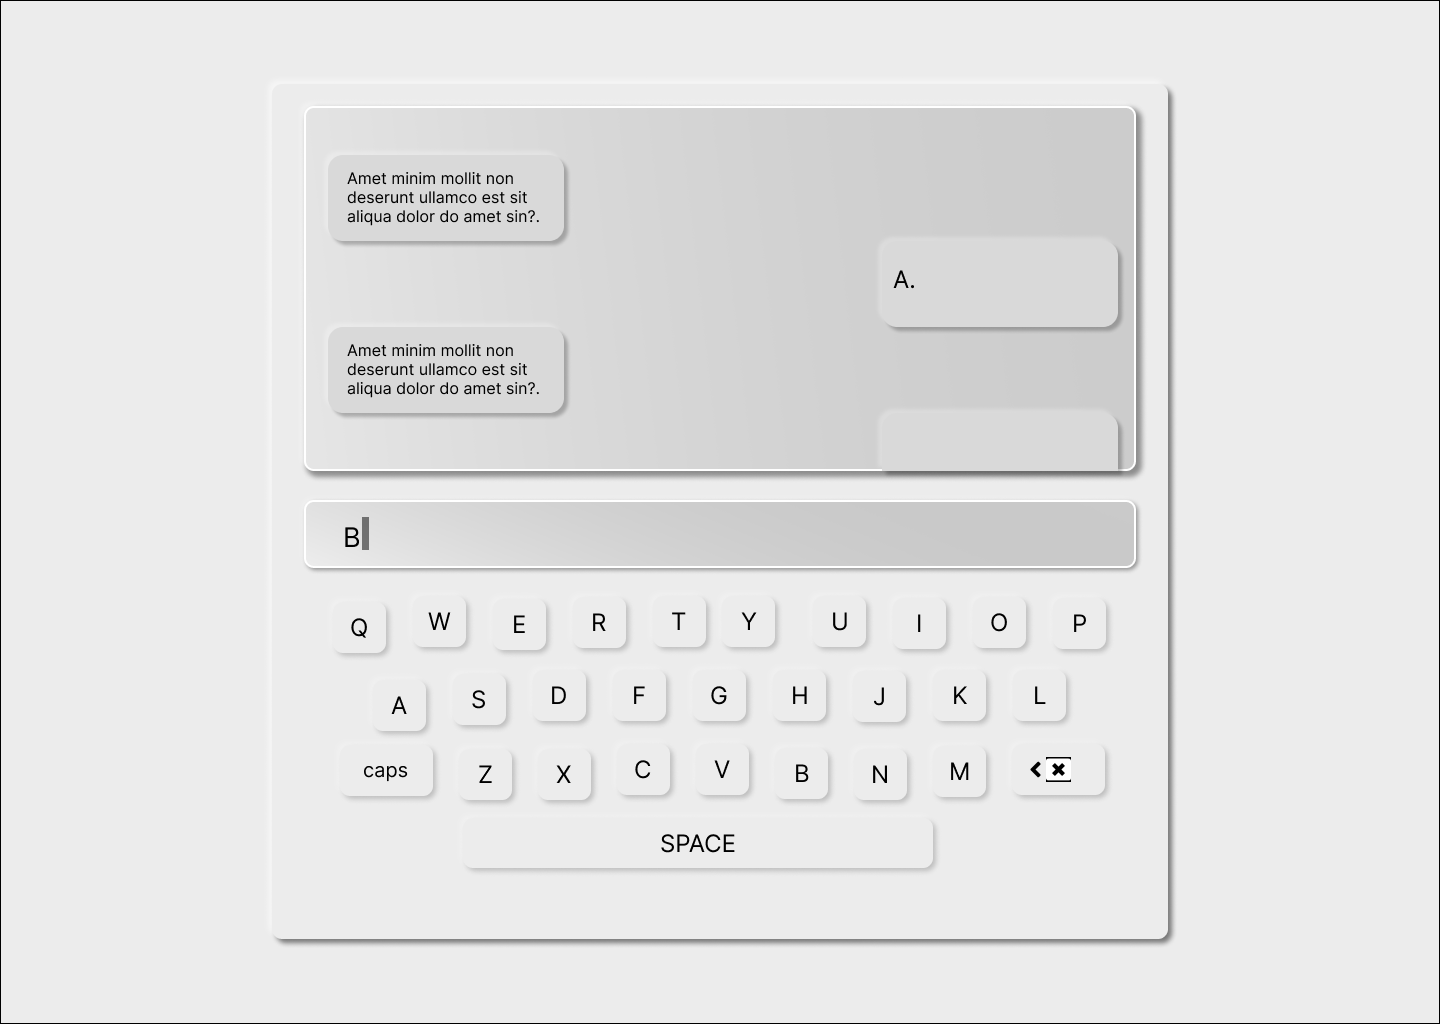 Amet minim mollit non
deserunt ullamco est sit
aliqua dolor do amet sin?.
A.
Amet minim mollit non
deserunt ullamco est sit
aliqua dolor do amet sin?.
B
Q W E R T Y U I O P
A S D F G H J K L
caps Z X C V B N M
SPACE